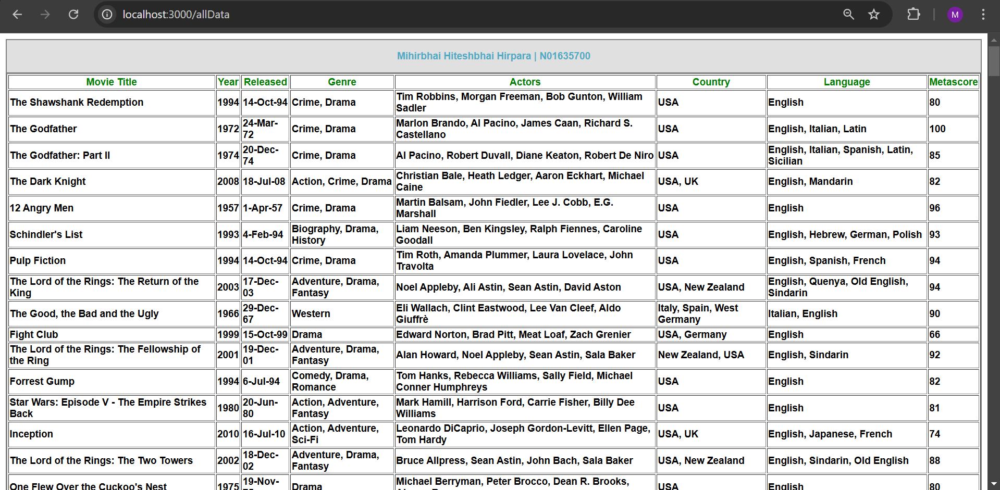 localhost:3000/allData
M
Mihirbhai Hiteshbhai Hirpara | N01635700
Movie Title Year Released Genre Actors Country Language Metascore
The Shawshank Redemption 1994 14-Oct-94 Crime, Drama Tim Robbins, Morgan Freeman, Bob Gunton, William Sadler USA English 80
The Godfather 1972 24-Mar-72 Crime, Drama Marlon Brando, Al Pacino, James Caan, Richard S. Castellano USA English, Italian, Latin 100
The Godfather: Part II 1974 20-Dec-74 Crime, Drama Al Pacino, Robert Duvall, Diane Keaton, Robert De Niro USA English, Italian, Spanish, Latin, Sicilian 85
The Dark Knight 2008 18-Jul-08 Action, Crime, Drama Christian Bale, Heath Ledger, Aaron Eckhart, Michael Caine USA, UK English, Mandarin 82
12 Angry Men 1957 1-Apr-57 Crime, Drama Martin Balsam, John Fiedler, Lee J. Cobb, E.G. Marshall USA English 96
Schindler's List 1993 4-Feb-94 Biography, Drama, History Liam Neeson, Ben Kingsley, Ralph Fiennes, Caroline Goodall USA English, Hebrew, German, Polish 93
Pulp Fiction 1994 14-Oct-94 Crime, Drama Tim Roth, Amanda Plummer, Laura Lovelace, John Travolta USA English, Spanish, French 94
The Lord of the Rings: The Return of the King 2003 17-Dec-03 Adventure, Drama, Fantasy Noel Appleby, Ali Astin, Sean Astin, David Aston USA, New Zealand English, Quenya, Old English, Sindarin 94
The Good, the Bad and the Ugly 1966 29-Dec-67 Western Eli Wallach, Clint Eastwood, Lee Van Cleef, Aldo Giuffrè Italy, Spain, West Germany Italian, English 90
Fight Club 1999 15-Oct-99 Drama Edward Norton, Brad Pitt, Meat Loaf, Zach Grenier USA, Germany English 66
The Lord of the Rings: The Fellowship of the Ring 2001 19-Dec-01 Adventure, Drama, Fantasy Alan Howard, Noel Appleby, Sean Astin, Sala Baker New Zealand, USA English, Sindarin 92
Forrest Gump 1994 6-Jul-94 Comedy, Drama, Romance Tom Hanks, Rebecca Williams, Sally Field, Michael Conner Humphreys USA English 82
Star Wars: Episode V - The Empire Strikes Back 1980 20-Jun-80 Action, Adventure, Fantasy Mark Hamill, Harrison Ford, Carrie Fisher, Billy Dee Williams USA English 81
Inception 2010 16-Jul-10 Action, Adventure, Sci-Fi Leonardo DiCaprio, Joseph Gordon-Levitt, Ellen Page, Tom Hardy USA, UK English, Japanese, French 74
The Lord of the Rings: The Two Towers 2002 18-Dec-02 Adventure, Drama, Fantasy Bruce Allpress, Sean Astin, John Bach, Sala Baker USA, New Zealand English, Sindarin, Old English 88
One Flew Over the Cuckoo's Nest 1975 19-Nov- Drama Michael Berryman, Peter Brocco, Dean R. Brooks, USA English 80